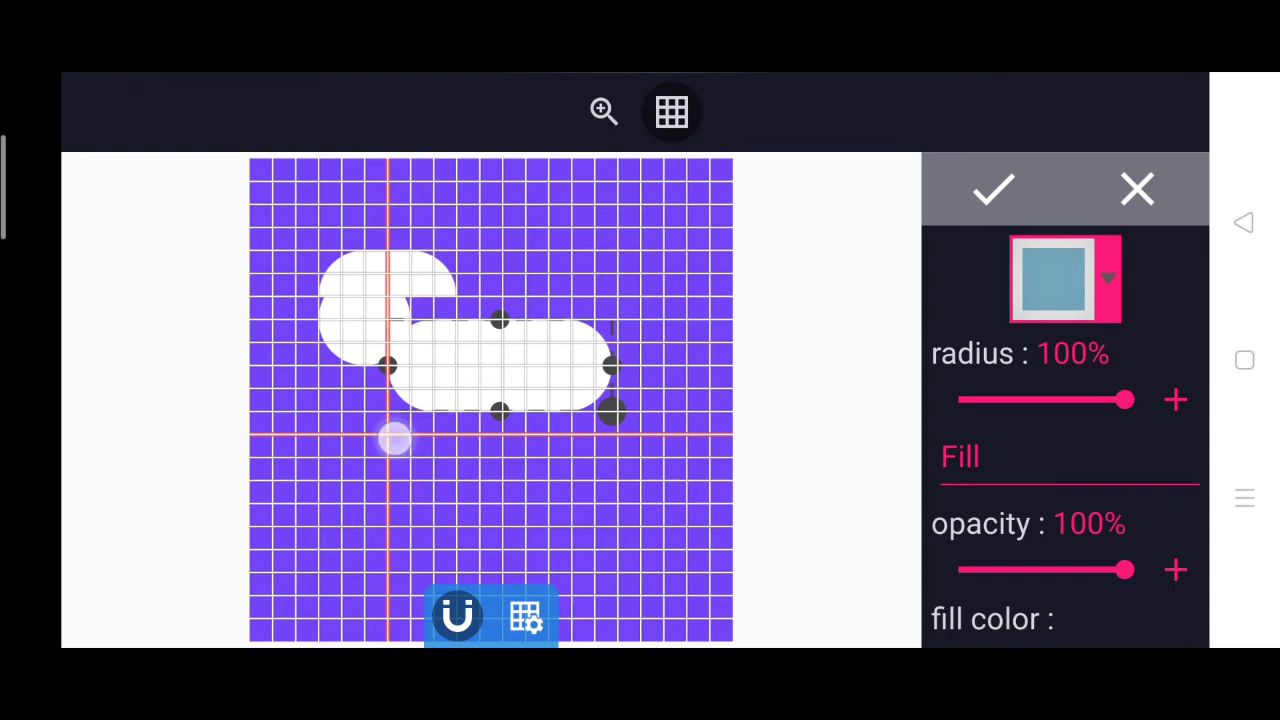 radius : 100%
Fill
opacity : 100%
fill color :